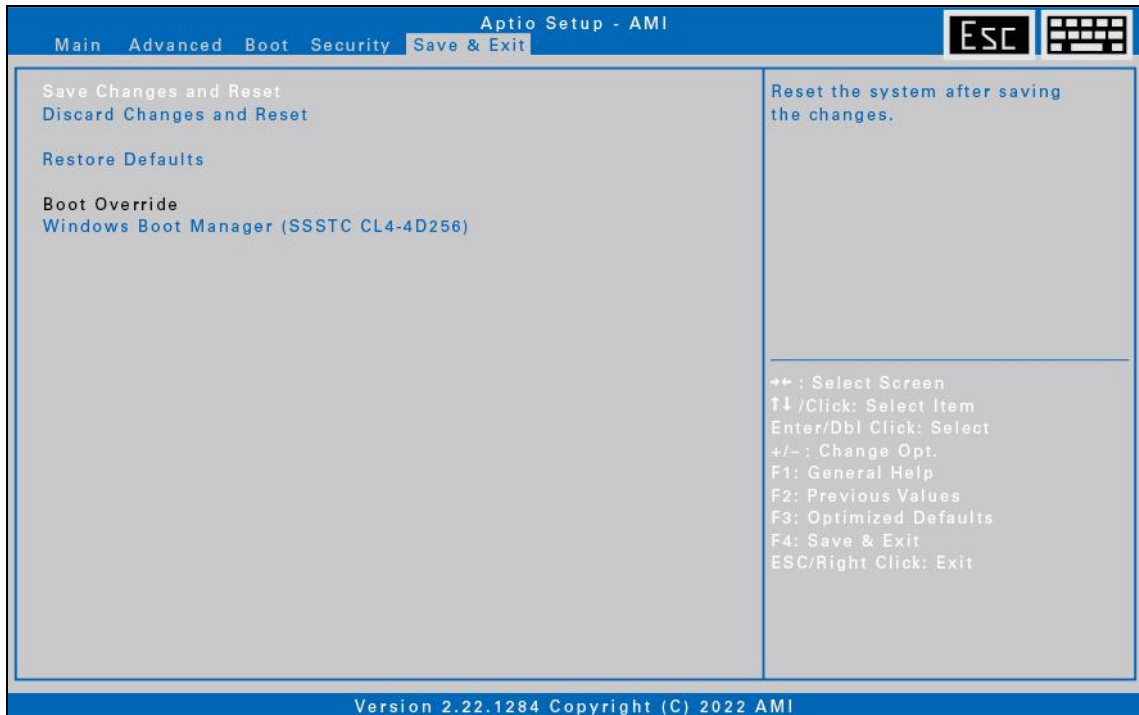 Aptio Setup - AMI
Main Advanced Boot Security Save & Exit
Esc
Save Changes and Reset
Discard Changes and Reset
Restore Defaults
Boot Override
Windows Boot Manager (SSSTC CL4-4D256)
Reset the system after saving
the changes.
→←: Select Screen
↑↓ /Click: Select Item
Enter/Dbl Click: Select
+/-: Change Opt.
F1: General Help
F2: Previous Values
F3: Optimized Defaults
F4: Save & Exit
ESC/Right Click: Exit
Version 2.22.1284 Copyright (C) 2022 AMI